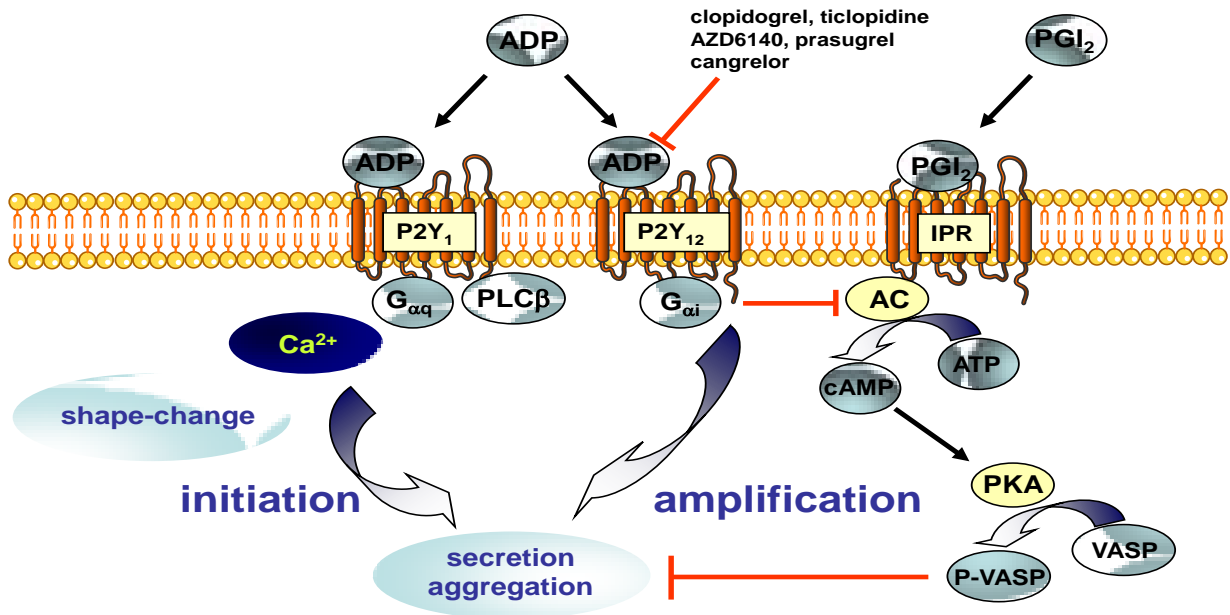 ADP
clopidogrel, ticlopidine
AZD6140, prasugrel
cangrelor
PGI₂
ADP
ADP
PGI₂
P2Y₁
P2Y₁₂
IPR
Gαq
PLCβ
Gαi
AC
Ca²⁺
ATP
cAMP
shape-change
initiation
amplification
PKA
secretion
aggregation
VASP
P-VASP